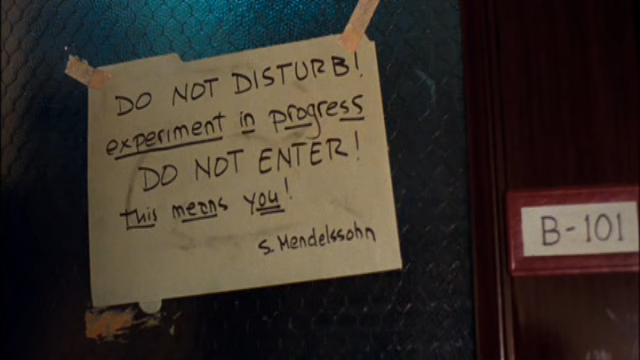 DO NOT DISTURB!
experiment in progress
DO NOT ENTER!
this means you!
S. Mendelssohn
B-101